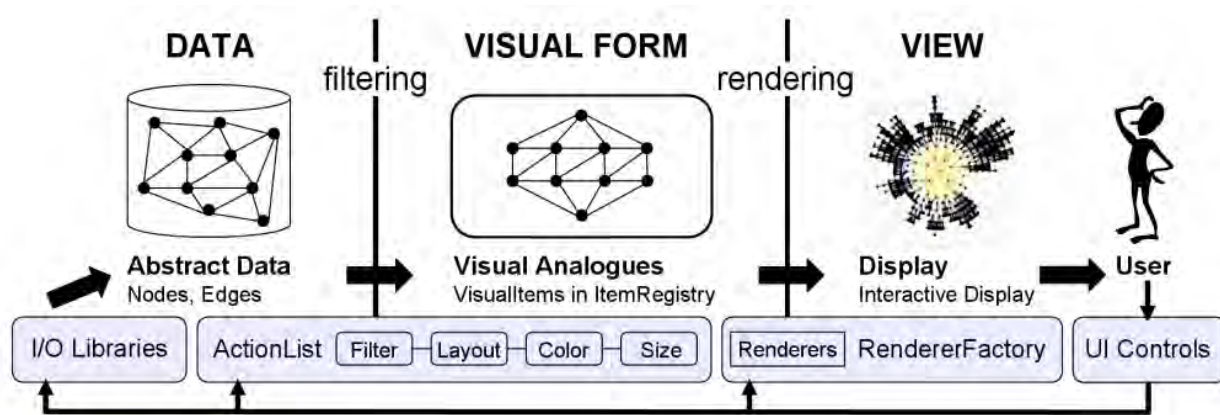 DATA
VISUAL FORM
VIEW
filtering
rendering
Abstract Data
Nodes, Edges
Visual Analogues
VisualItems in ItemRegistry
Display
Interactive Display
User
I/O Libraries
ActionList
Filter
Layout
Color
Size
Renderers
RendererFactory
UI Controls